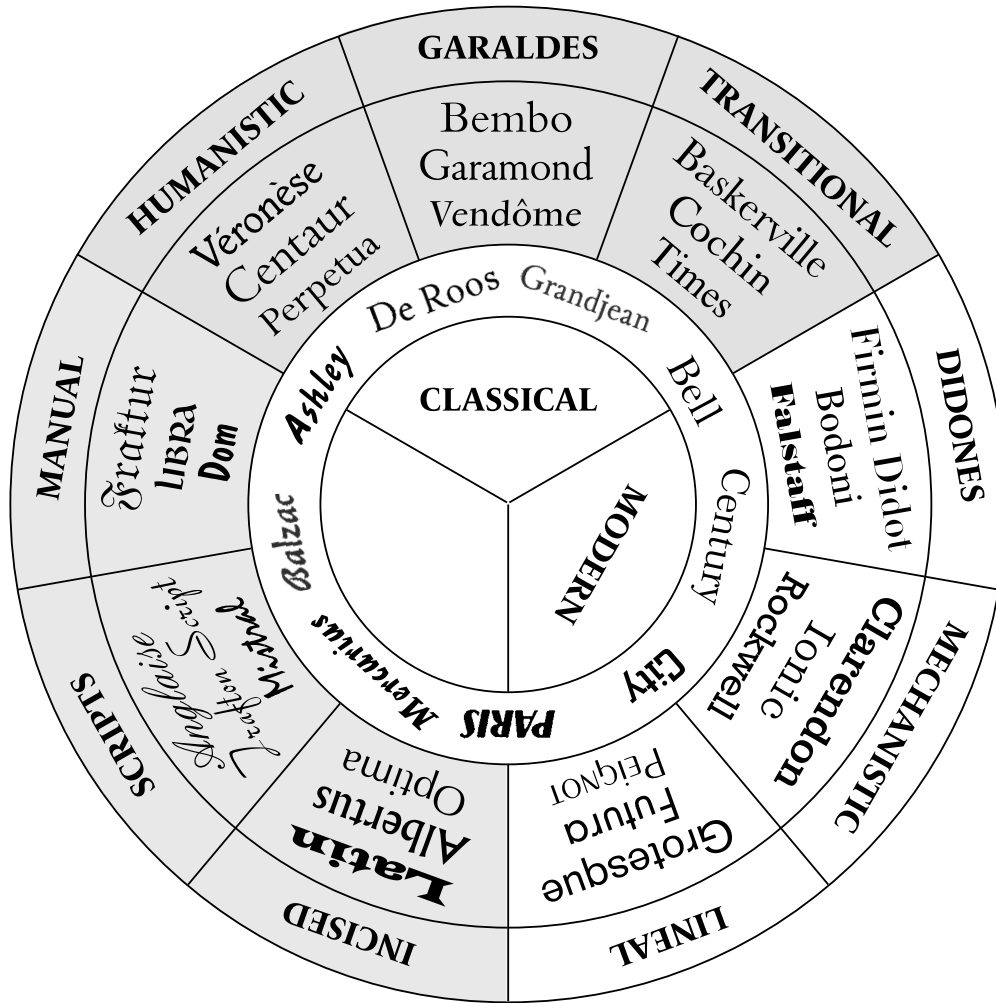 GARALDES
Bembo
Garamond
Vendôme
TRANSITIONAL
Baskerville
Cochin
Times
DIDONES
Firmin Didot
Bodoni
Falstaff
MECHANISTIC
Clarendon
Ionic
Rockwell
LINEAL
Grotesque
Futura
PEIGNOT
INCISED
Latin
Albertus
Optima
SCRIPTS
Anglaise
Trafton Script
Mistral
MANUAL
Fraktur
LIBRA
Dom
HUMANISTIC
Véronèse
Centaur
Perpetua
De Roos
Grandjean
Bell
Century
City
PARIS
Mercurius
Balzac
Ashley
CLASSICAL
MODERN